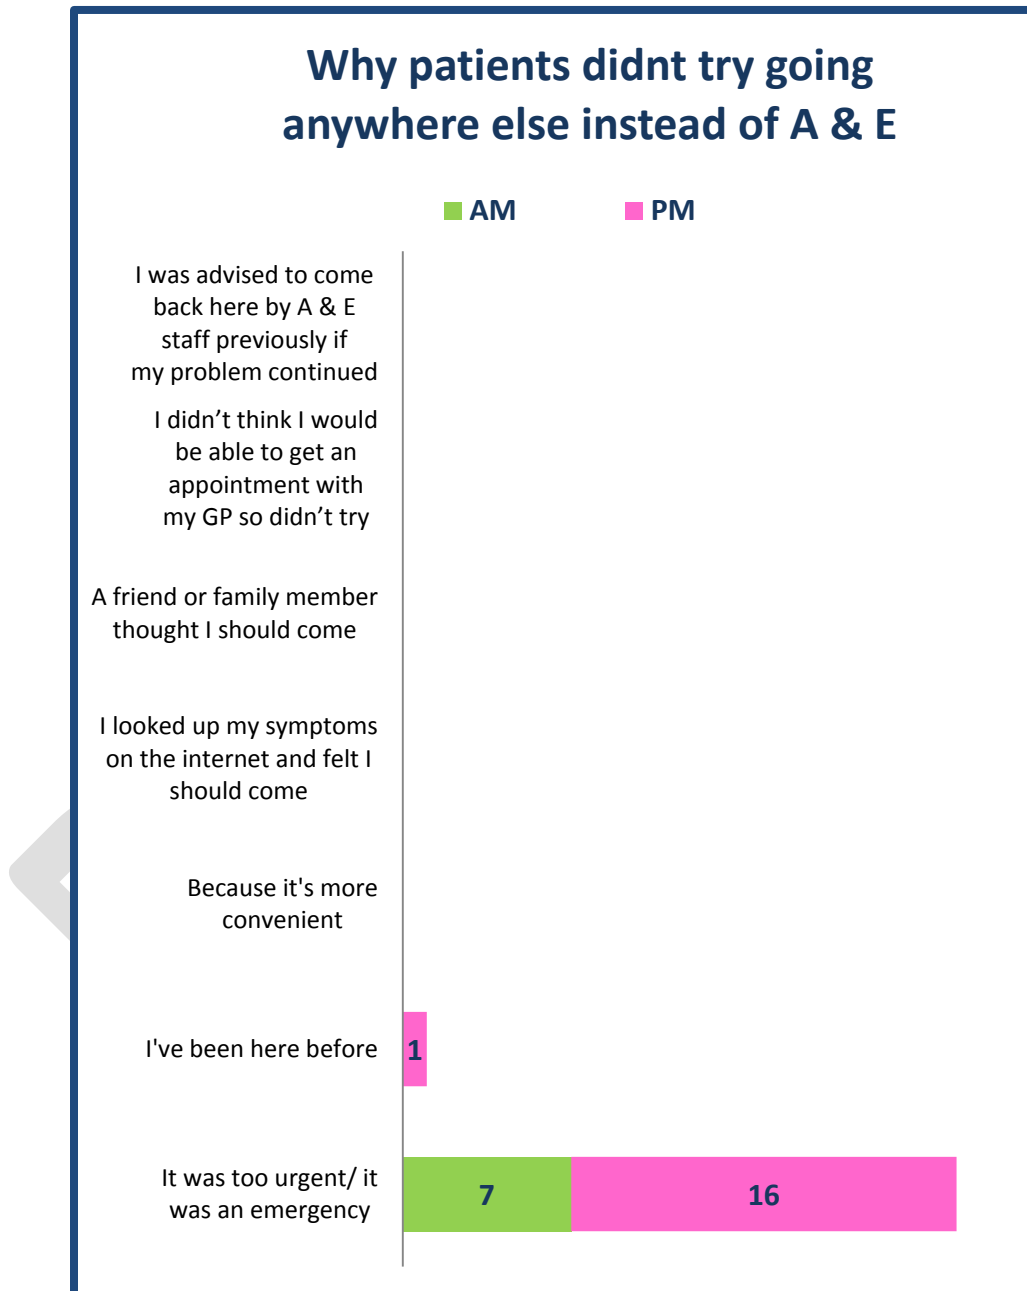 Why patients didnt try going
anywhere else instead of A & E
AM PM
I was advised to come
back here by A & E
staff previously if
my problem continued
I didn’t think I would
be able to get an
appointment with
my GP so didn’t try
A friend or family member
thought I should come
I looked up my symptoms
on the internet and felt I
should come
Because it's more
convenient
I've been here before
1
It was too urgent/ it
was an emergency
7 16